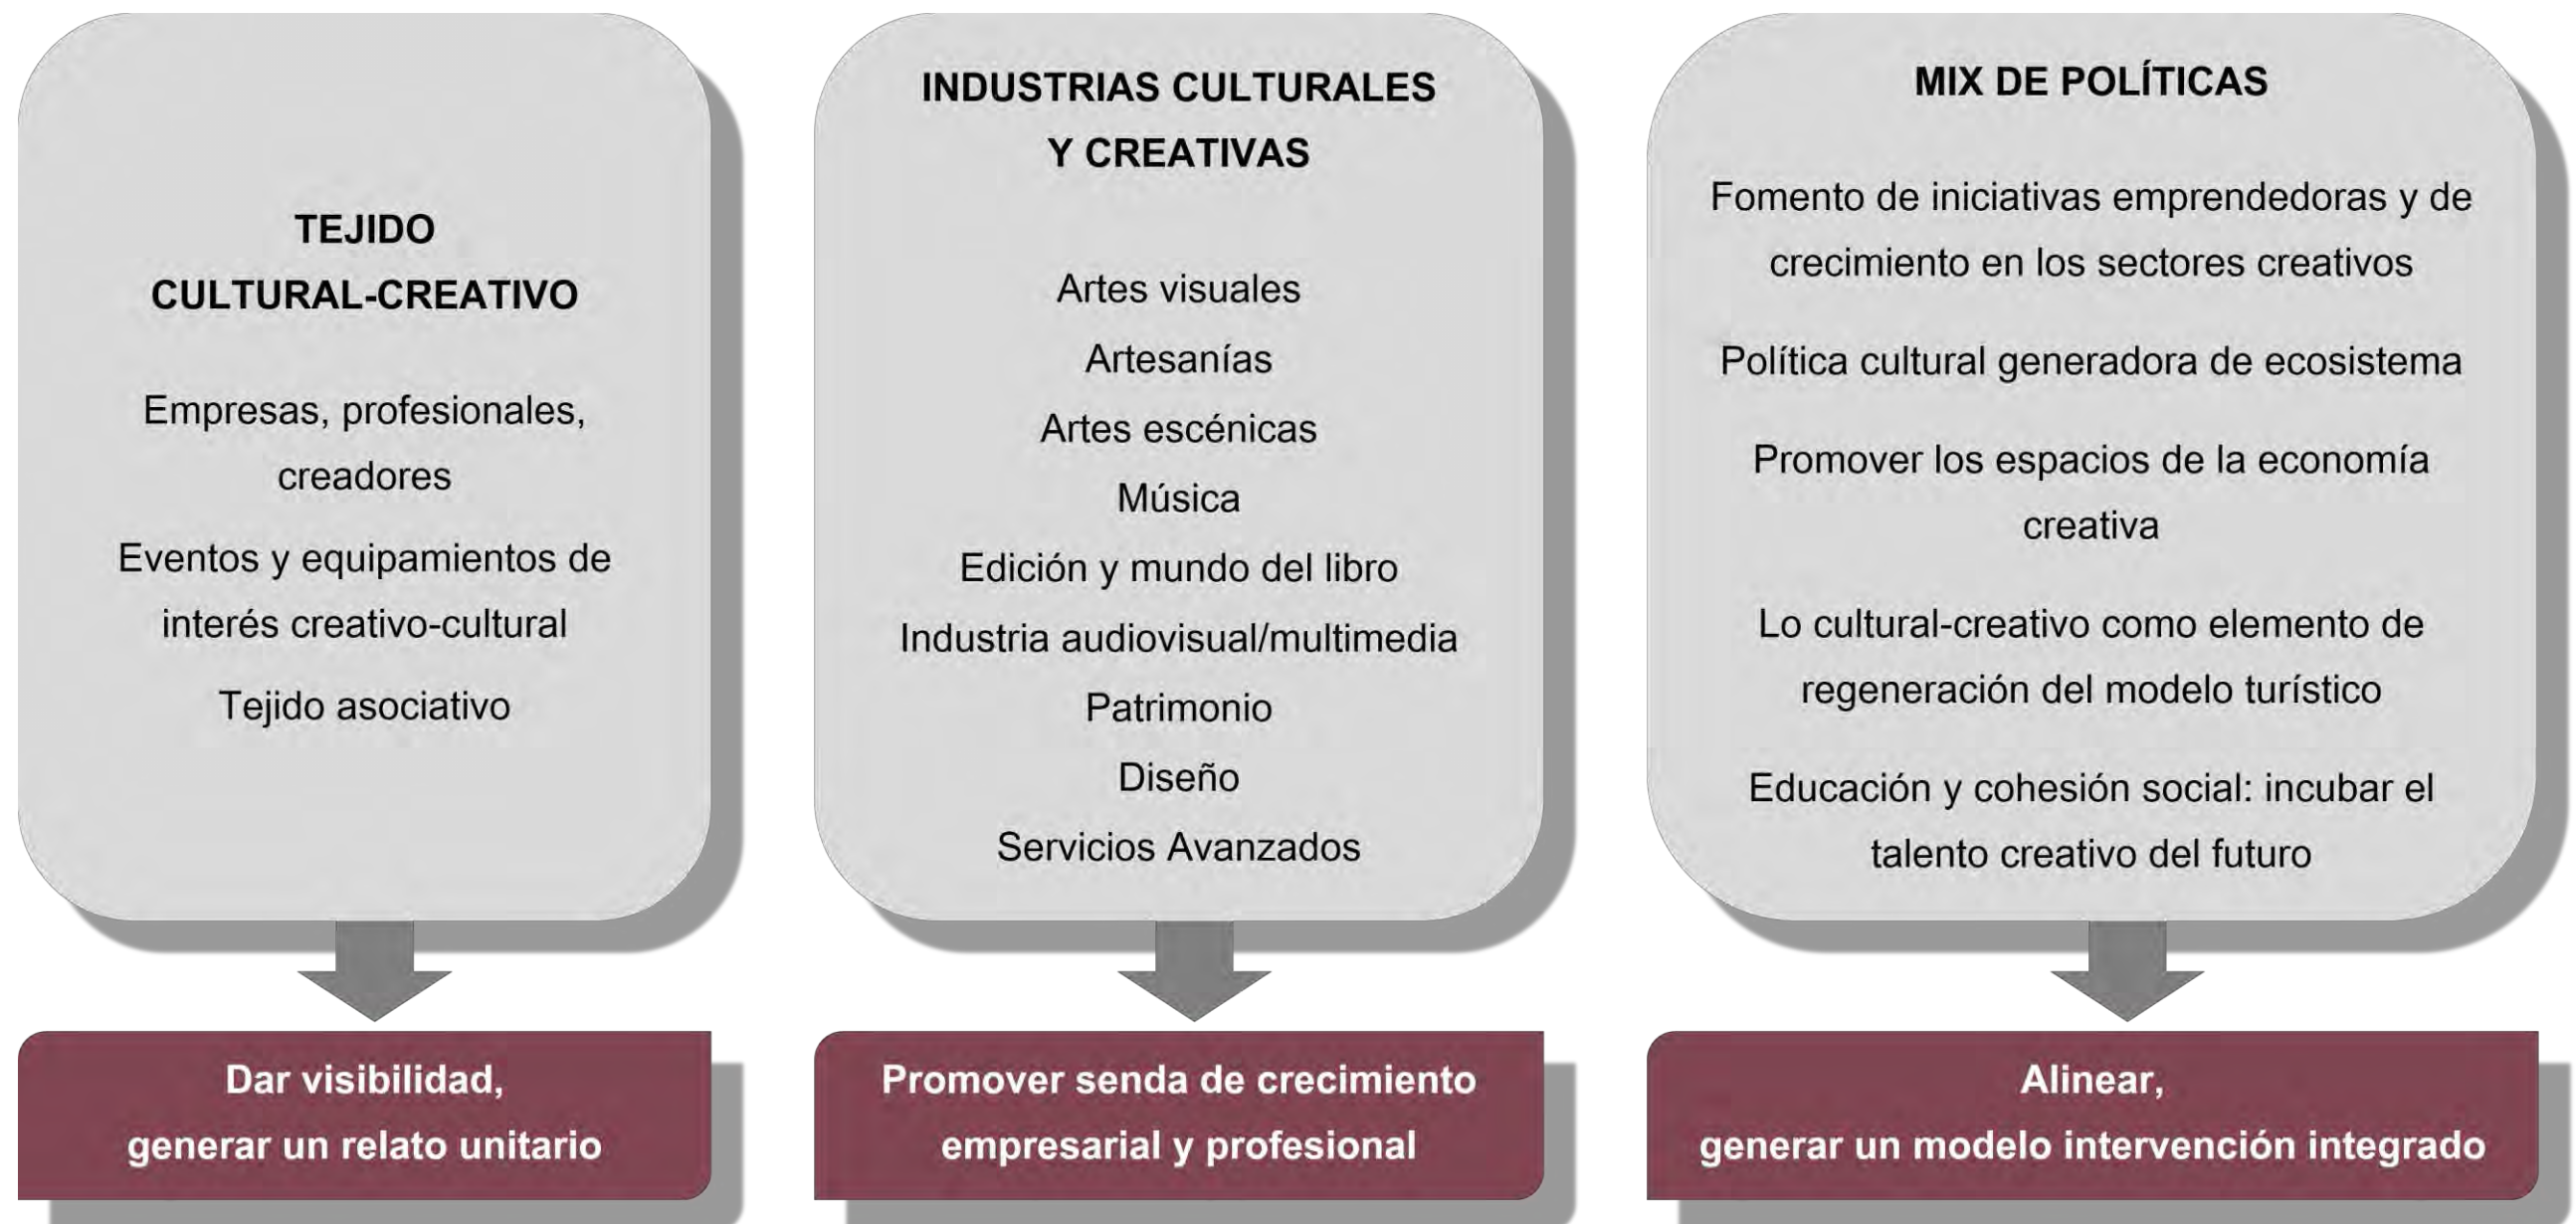 TEJIDO
CULTURAL-CREATIVO
Empresas, profesionales,
creadores
Eventos y equipamientos de
interés creativo-cultural
Tejido asociativo
Dar visibilidad,
generar un relato unitario
INDUSTRIAS CULTURALES
Y CREATIVAS
Artes visuales
Artesanías
Artes escénicas
Música
Edición y mundo del libro
Industria audiovisual/multimedia
Patrimonio
Diseño
Servicios Avanzados
Promover senda de crecimiento
empresarial y profesional
MIX DE POLÍTICAS
Fomento de iniciativas emprendedoras y de
crecimiento en los sectores creativos
Política cultural generadora de ecosistema
Promover los espacios de la economía
creativa
Lo cultural-creativo como elemento de
regeneración del modelo turístico
Educación y cohesión social: incubar el
talento creativo del futuro
Alinear,
generar un modelo intervención integrado